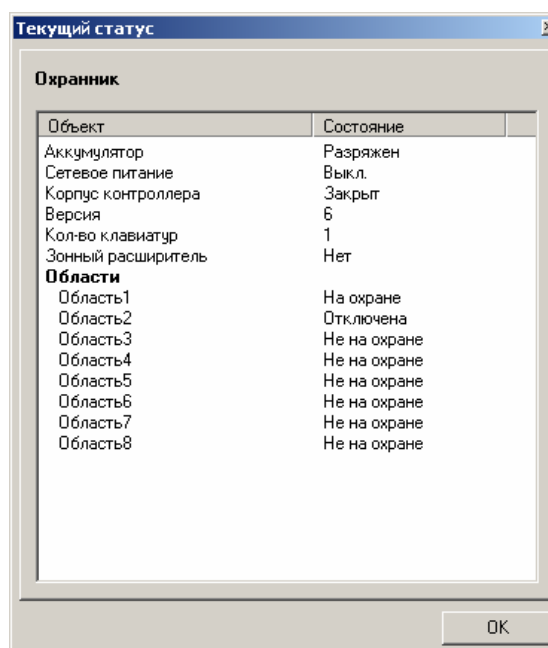 Текущий статус
Охранник
Объект Состояние
Аккумулятор Разряжен
Сетевое питание Выкл.
Корпус контроллера Закрыт
Версия 6
Кол-во клавиатур 1
Зонный расширитель Нет
Области
Область1 На охране
Область2 Отключена
Область3 Не на охране
Область4 Не на охране
Область5 Не на охране
Область6 Не на охране
Область7 Не на охране
Область8 Не на охране
OK